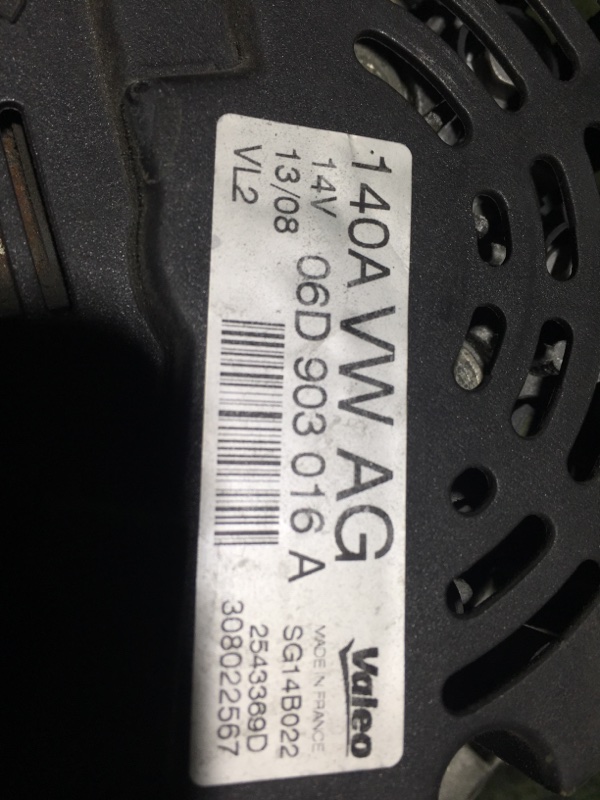 140A VW AG
14V 06D 903 016 A
13/08
VL2
Valeo
MADE IN FRANCE
SG14B022
2543369D
308022567